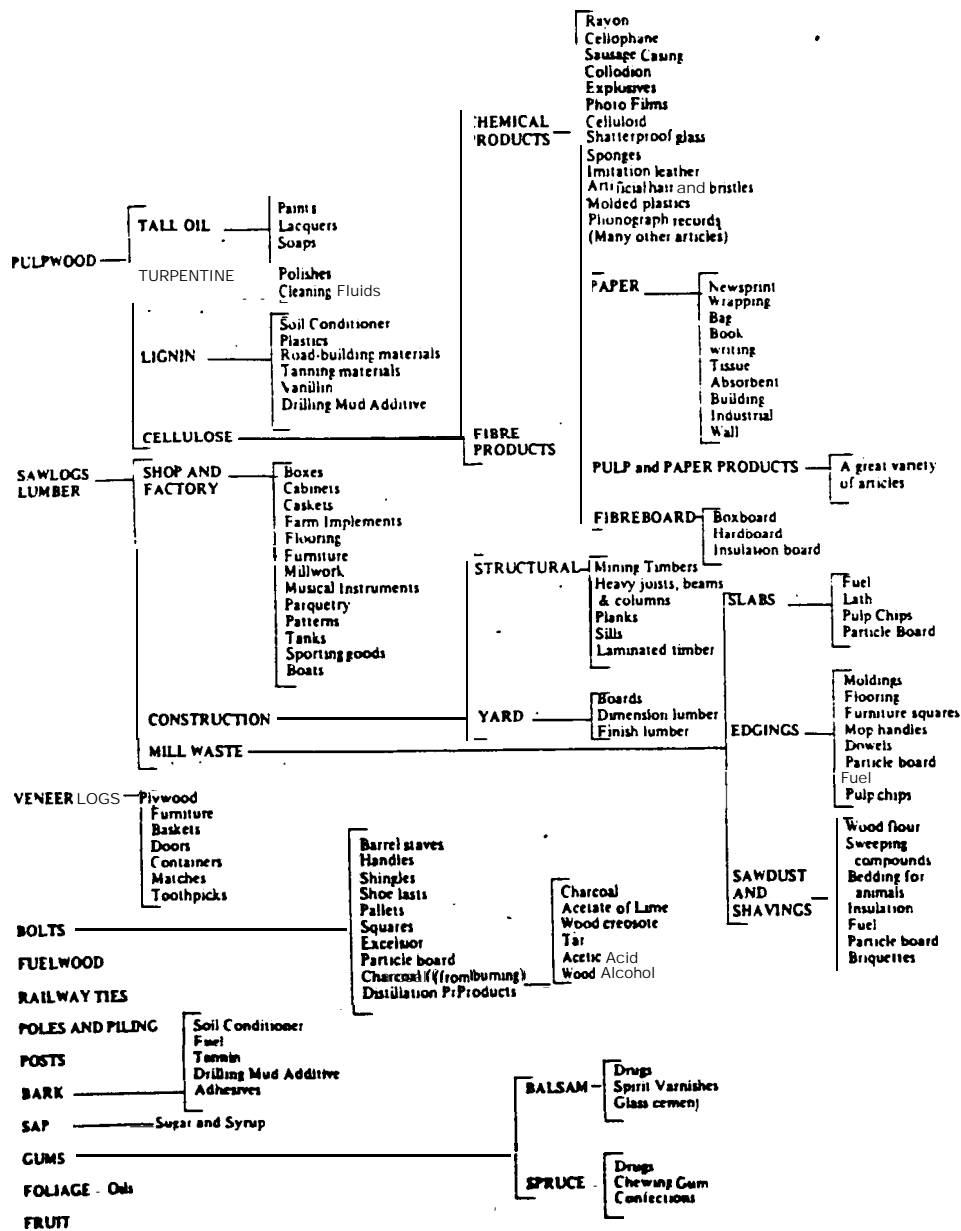 Rayon
Cellophane
Sausage Casing
Collodion
Explosives
Photo Films
Celluloid
Shatterproof glass
Sponges
Imitation leather
Artificial hair and bristles
Molded plastics
Phonograph records
(Many other articles)
CHEMICAL
PRODUCTS
PULPWOOD
TALL OIL
Paints
Lacquers
Soaps
TURPENTINE
Polishes
Cleaning Fluids
LIGNIN
Soil Conditioner
Plastics
Road-building materials
Tanning materials
Vanillin
Drilling Mud Additive
CELLULOSE
FIBRE
PRODUCTS
PAPER
Newsprint
Wrapping
Bag
Book
writing
Tissue
Absorbent
Building
Industrial
Wall
PULP and PAPER PRODUCTS
A great variety
of articles
FIBREBOARD
Boxboard
Hardboard
Insulation board
SAWLOGS
LUMBER
SHOP AND
FACTORY
Boxes
Cabinets
Caskets
Farm Implements
Flooring
Furniture
Millwork
Musical Instruments
Parquetry
Patterns
Tanks
Sporting goods
Boats
CONSTRUCTION
STRUCTURAL
Mining Timbers
Heavy joists, beams
& columns
Planks
Sills
Laminated timber
YARD
Boards
Dimension lumber
Finish lumber
MILL WASTE
SLABS
Fuel
Lath
Pulp Chips
Particle Board
EDGINGS
Moldings
Flooring
Furniture squares
Mop handles
Dowels
Particle board
Fuel
Pulp chips
SAWDUST
AND
SHAVINGS
Wood flour
Sweeping
compounds
Bedding for
animals
Insulation
Fuel
Particle board
Briquettes
VENEER LOGS
Plywood
Furniture
Baskets
Doors
Containers
Matches
Toothpicks
BOLTS
Barrel staves
Handles
Shingles
Shoe lasts
Pallets
Squares
Excelsior
Particle board
Charcoal ((from burning)
Distillation PrProducts
Charcoal
Acetate of Lime
Wood creosote
Tar
Acetic Acid
Wood Alcohol
FUELWOOD
RAILWAY TIES
POLES AND PILING
POSTS
BARK
Soil Conditioner
Fuel
Tannin
Drilling Mud Additive
Adhesives
SAP
Sugar and Syrup
GUMS
BALSAM
Drugs
Spirit Varnishes
Glass cement
SPRUCE
Drugs
Chewing Gum
Confections
FOLIAGE - Oils
FRUIT